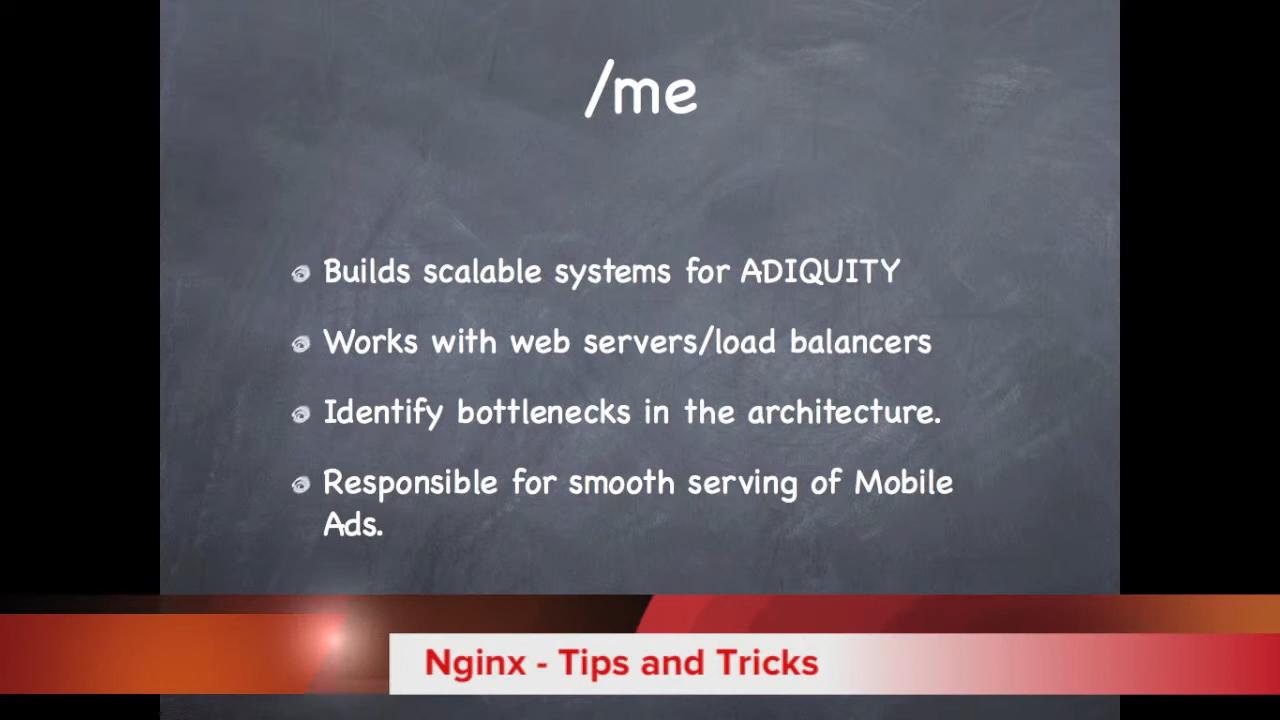 /me
Builds scalable systems for ADIQUITY
Works with web servers/load balancers
Identify bottlenecks in the architecture.
Responsible for smooth serving of Mobile
Ads.
Nginx - Tips and Tricks